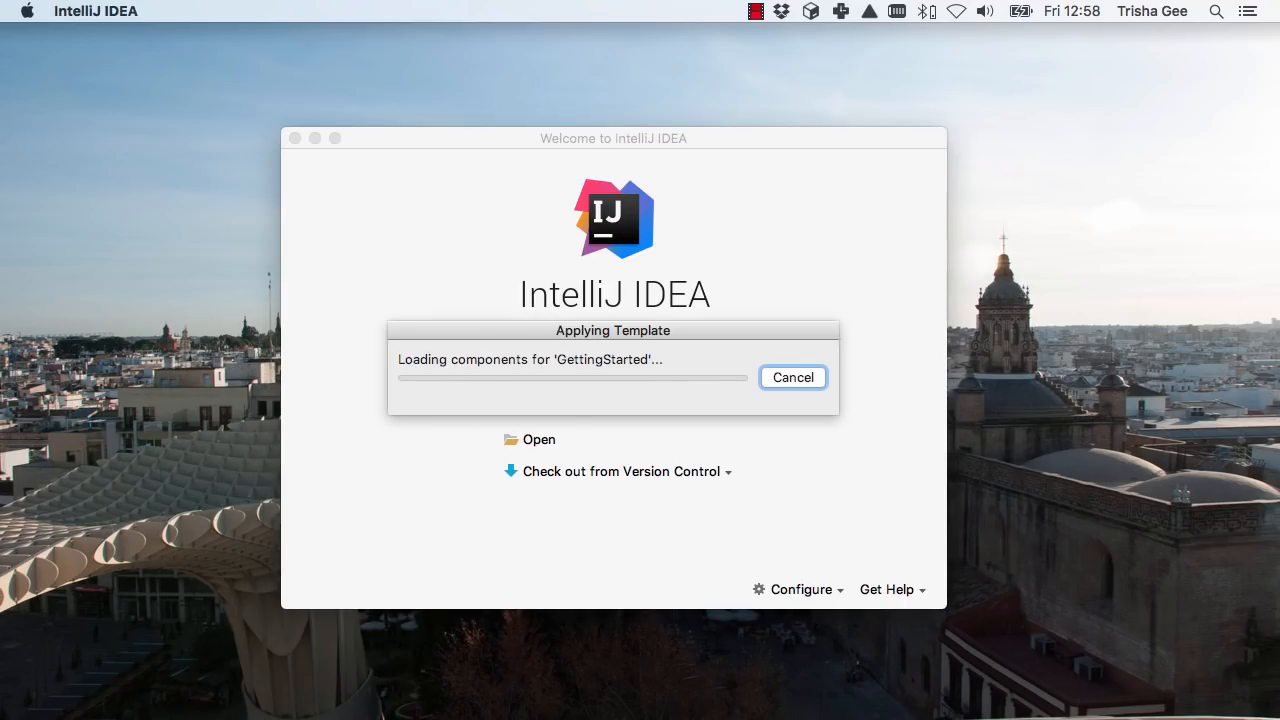 IntelliJ IDEA
Fri 12:58
Trisha Gee
Welcome to IntelliJ IDEA
IJ
IntelliJ IDEA
Applying Template
Loading components for 'GettingStarted'...
Cancel
Open
Check out from Version Control
Configure
Get Help